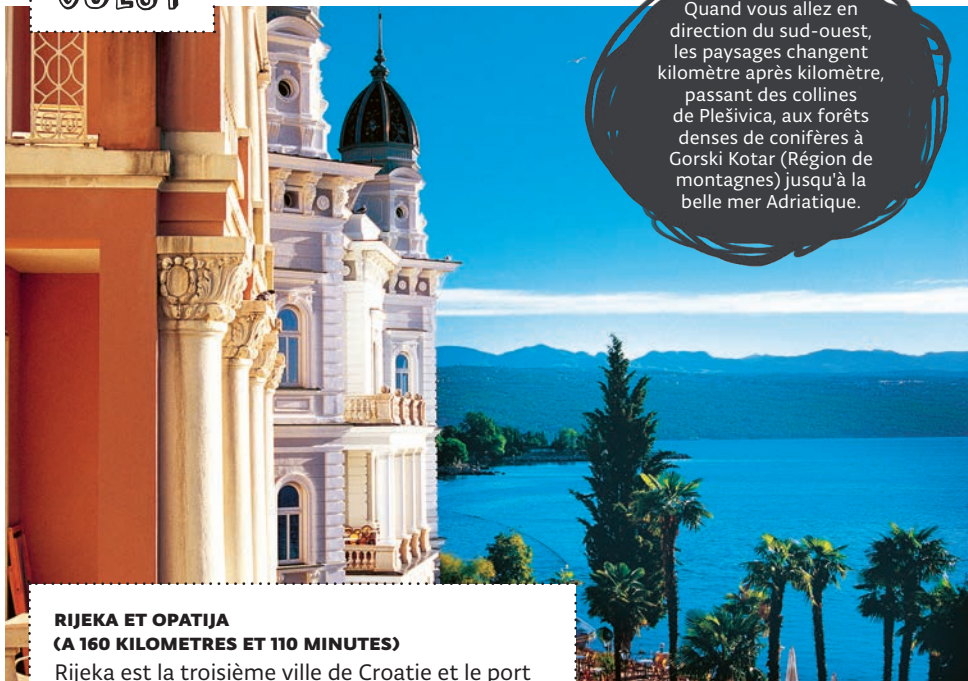 Quand vous allez en
direction du sud-ouest,
les paysages changent
kilomètre après kilomètre,
passant des collines
de Plešivica, aux forêts
denses de conifères à
Gorski Kotar (Région de
montagnes) jusqu'à la
belle mer Adriatique.
RIJEKA ET OPATIJA
(A 160 KILOMETRES ET 110 MINUTES)
Rijeka est la troisième ville de Croatie et le port